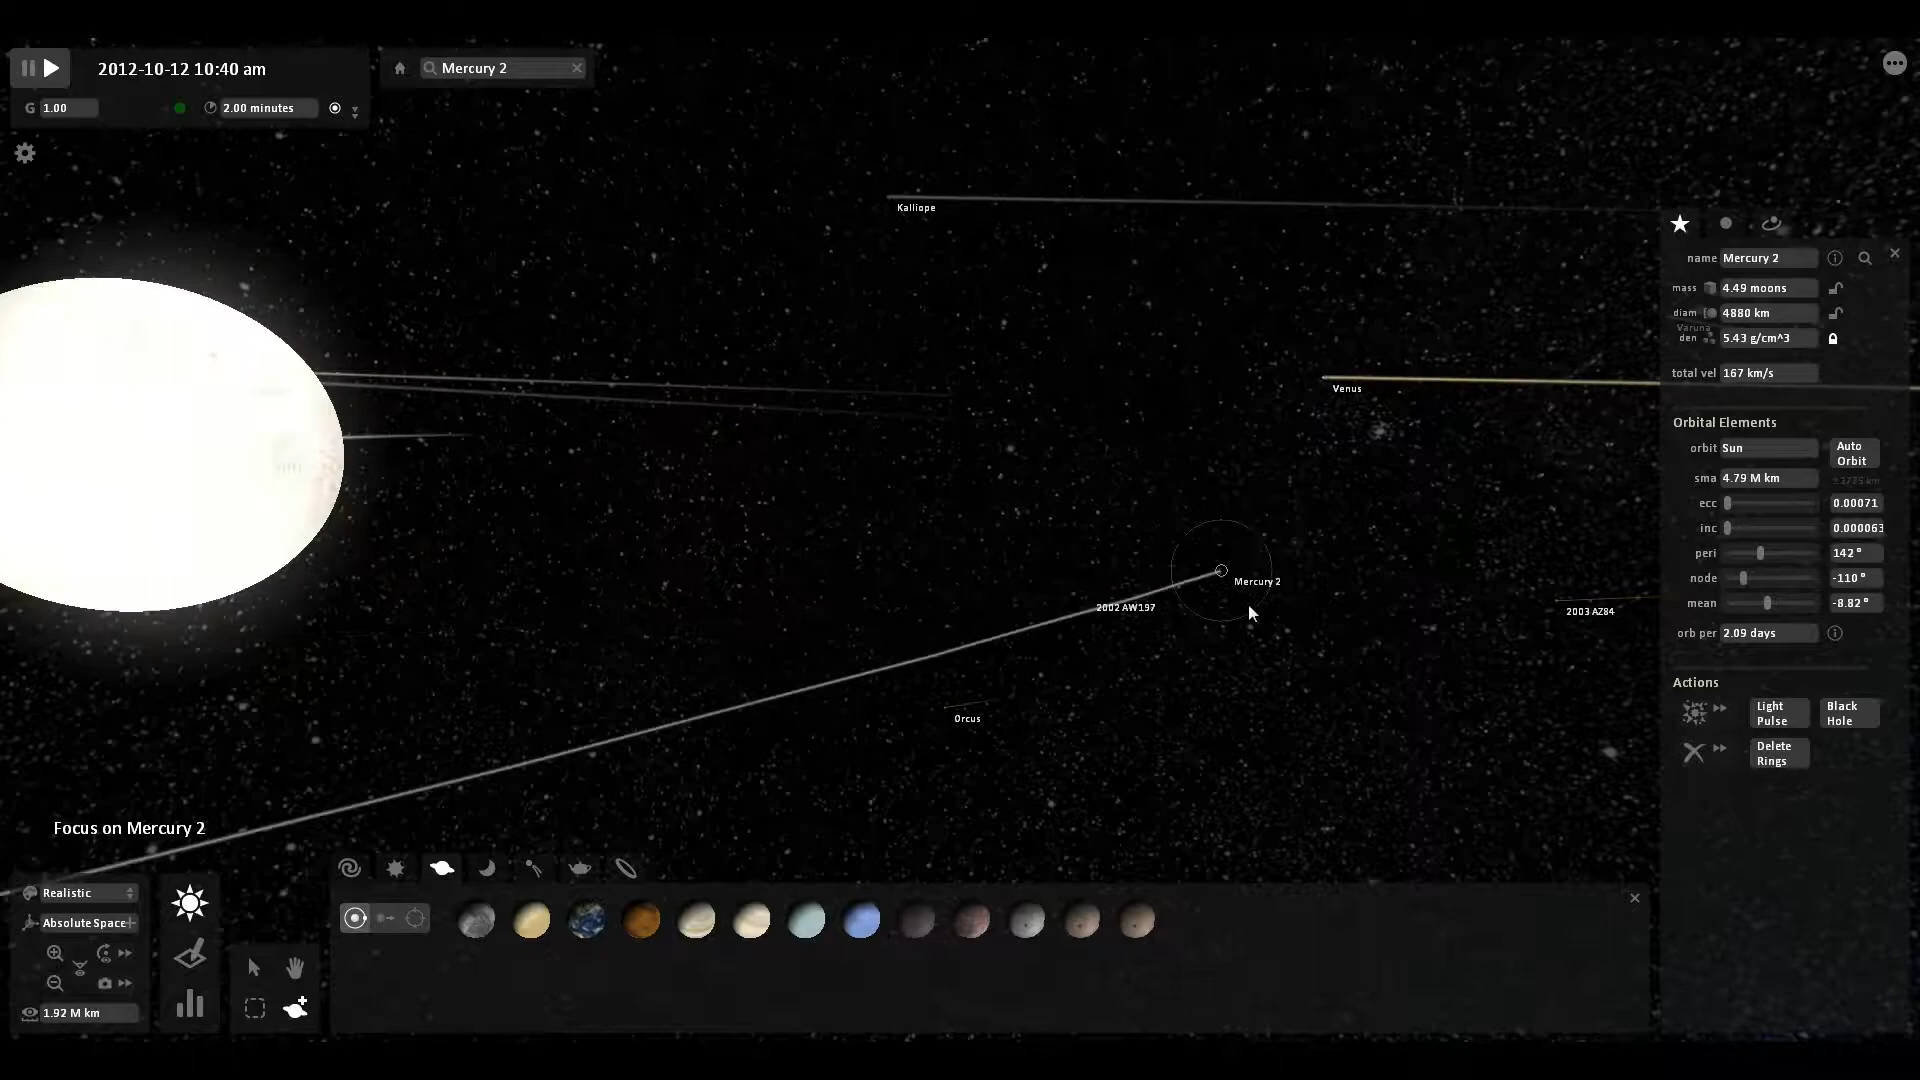 2012-10-12 10:40 am
Mercury 2
G 1.00
2.00 minutes
Kalliope
name Mercury 2
mass 4.49 moons
diam 4880 km
Varuna
den 5.43 g/cm^3
total vel 167 km/s
Venus
Orbital Elements
orbit Sun
Auto
Orbit
sma 4.79 M km
ecc 0.00071
inc 0.000063
peri 142°
node -110°
mean -8.82°
orb per 2.09 days
Mercury 2
2002 AW197
2003 AZ84
Orcus
Actions
Light
Pulse
Black
Hole
Delete
Rings
Focus on Mercury 2
Realistic
Absolute Space
1.92 M km